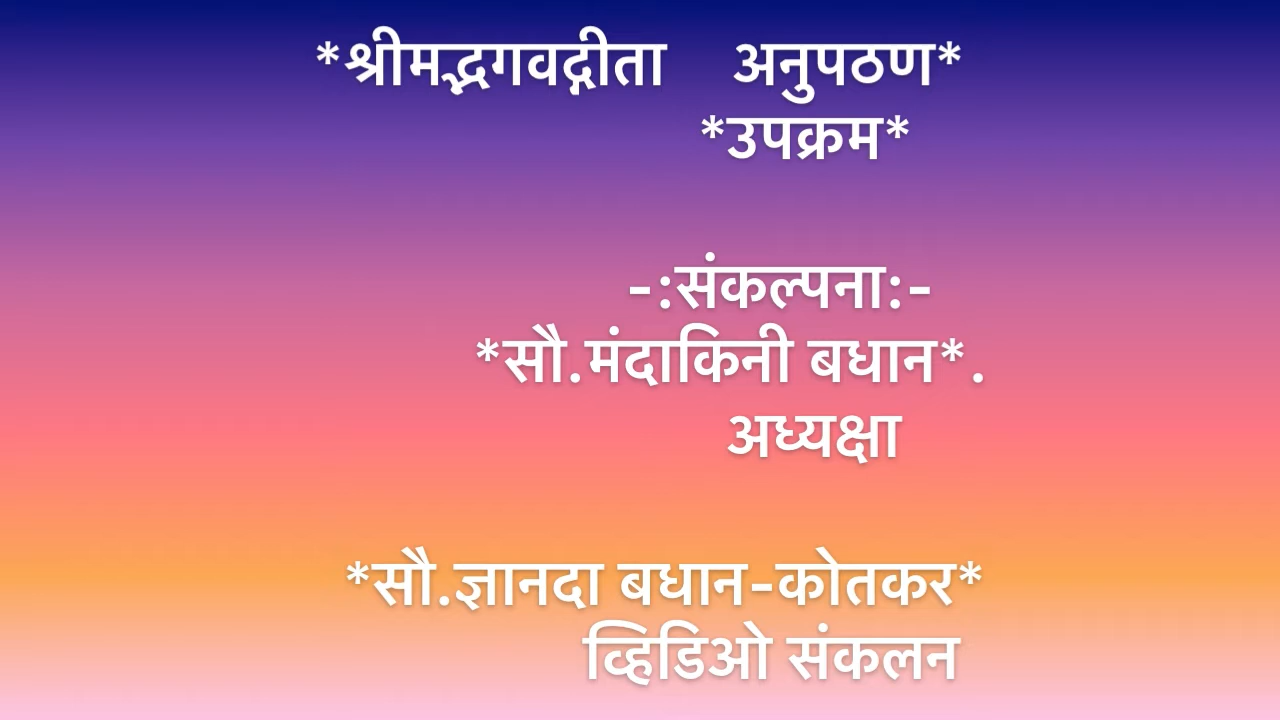 *श्रीमद्भगवद्गीता अनुपठण*
*उपक्रम*
-:संकल्पना:-
*सौ.मंदाकिनी बधान*.
अध्यक्षा
*सौ.ज्ञानदा बधान-कोतकर*
व्हिडिओ संकलन